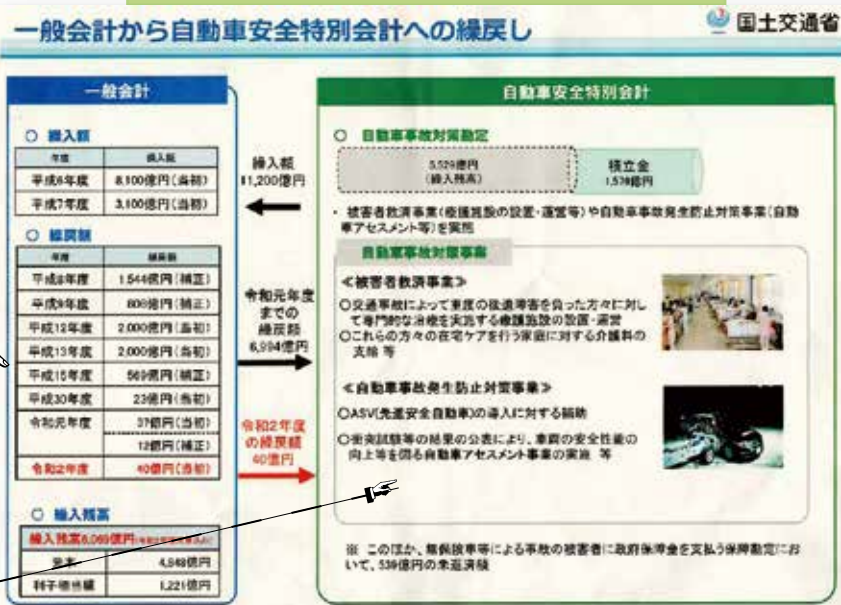 一般会計から自動車安全特別会計への繰戻し
国土交通省
一般会計
○ 繰入額
年度 繰入額
平成6年度 8,100億円(当初)
平成7年度 3,100億円(当初)
○ 繰戻額
年度 繰戻額
平成8年度 1,544億円(補正)
平成9年度 809億円(補正)
平成12年度 2,000億円(当初)
平成13年度 2,000億円(当初)
平成15年度 569億円(補正)
平成30年度 23億円(当初)
令和元年度 37億円(当初)
12億円(補正)
令和2年度 40億円(当初)
○ 繰入残高
繰入残高6,069億円
元本 4,848億円
利子相当額 1,221億円
繰入額
11,200億円
令和元年度
までの
繰戻額
6,994億円
令和2年度
の繰戻額
40億円
自動車安全特別会計
○ 自動車事故対策勘定
(繰入残高)
積立金
・ 被害者救済事業(療護施設の設置・運営等)や自動車事故発生防止対策事業(自動
車アセスメント等)を実施
自動車事故対策事業
≪被害者救済事業≫
○交通事故によって重度の後遺障害を負った方々に対し
て専門的な治療を実施する療護施設の設置・運営
○これらの方々の在宅ケアを行う家庭に対する介護料の
支給 等
≪自動車事故発生防止対策事業≫
○ASV(先進安全自動車)の導入に対する補助
○衝突試験等の結果の公表により、車両の安全性能の
向上等を図る自動車アセスメント事業の実施 等
※ このほか、無保険車等による事故の被害者に政府保障金を支払う保障勘定にお
いて、539億円の未返済残